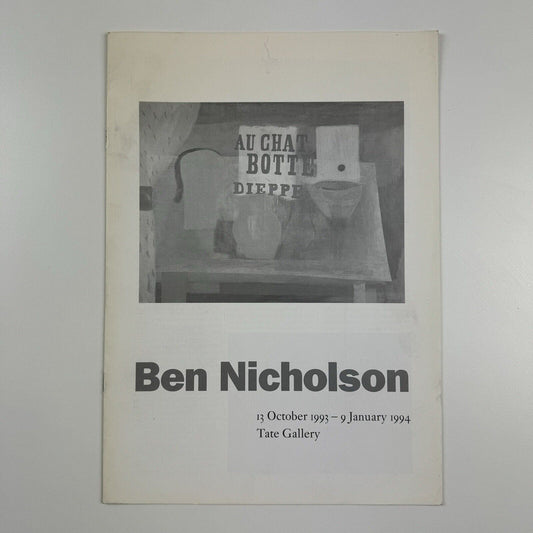 AU CHAT
BOTTE
DIEPPE
Ben Nicholson
13 October 1993 – 9 January 1994
Tate Gallery